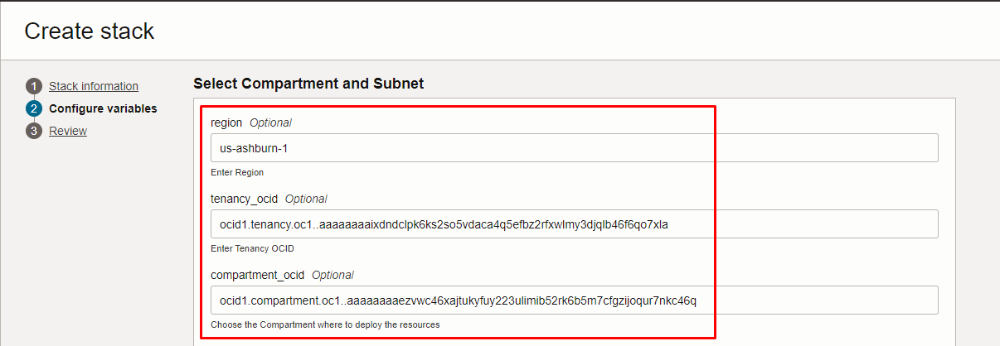 Create stack
1 Stack information
2 Configure variables
3 Review
Select Compartment and Subnet
region Optional
us-ashburn-1
Enter Region
tenancy_ocid Optional
ocid1.tenancy.oc1..aaaaaaaaixdndclpk6ks2so5vdaca4q5efbz2rfxwlmy3djqlb46f6qo7xla
Enter Tenancy OCID
compartment_ocid Optional
ocid1.compartment.oc1..aaaaaaaaezvwc46xajtukyfuy223ulimib52rk6b5m7cfgzijoqur7nkc46q
Choose the Compartment where to deploy the resources